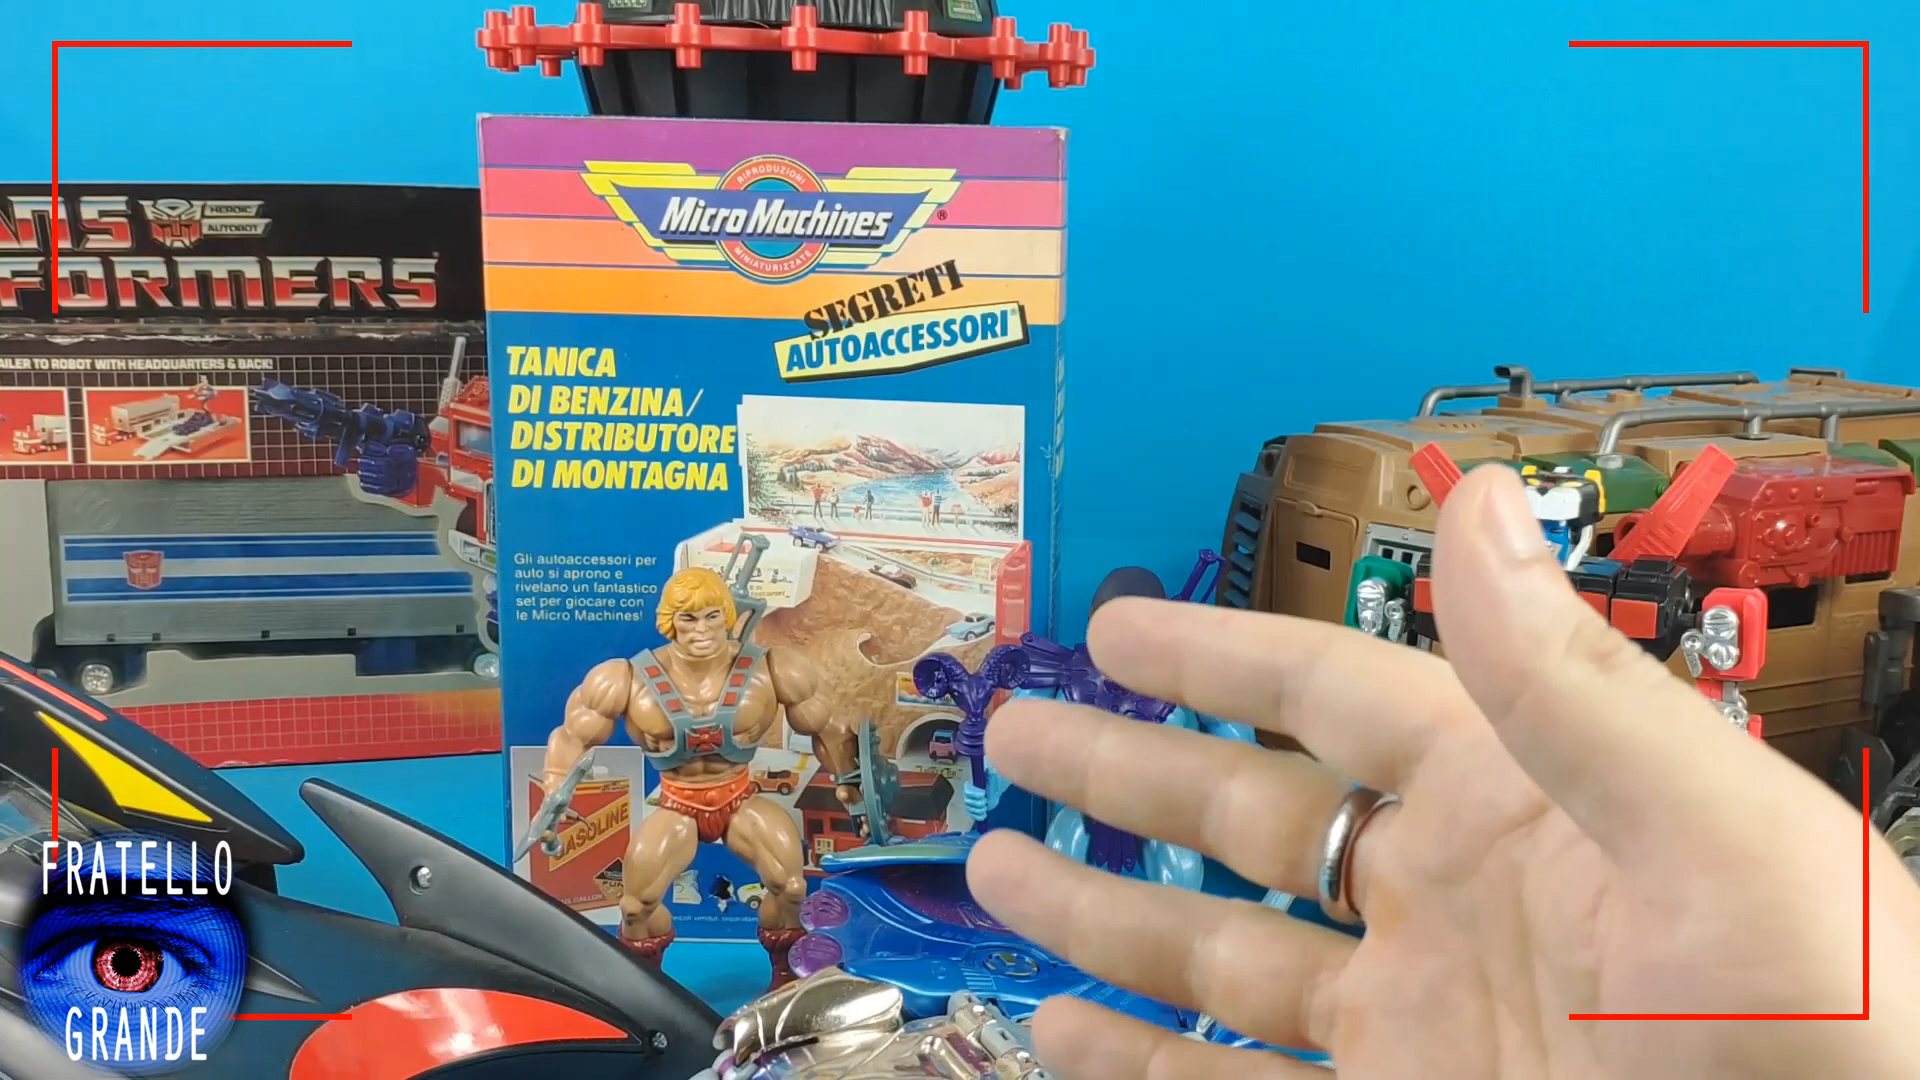 ANS
HEROIC
AUTOBOT
FORMERS
AILER TO ROBOT WITH HEADQUARTERS & BACK!
RIPRODUZIONI
Micro Machines®
MINIATURIZZATE
SEGRETI
AUTOACCESSORI®
TANICA
DI BENZINA/
DISTRIBUTORE
DI MONTAGNA
Gli autoaccessori per
auto si aprono e
rivelano un fantastico
set per giocare con
le Micro Machines!
GASOLINE
FRATELLO
GRANDE